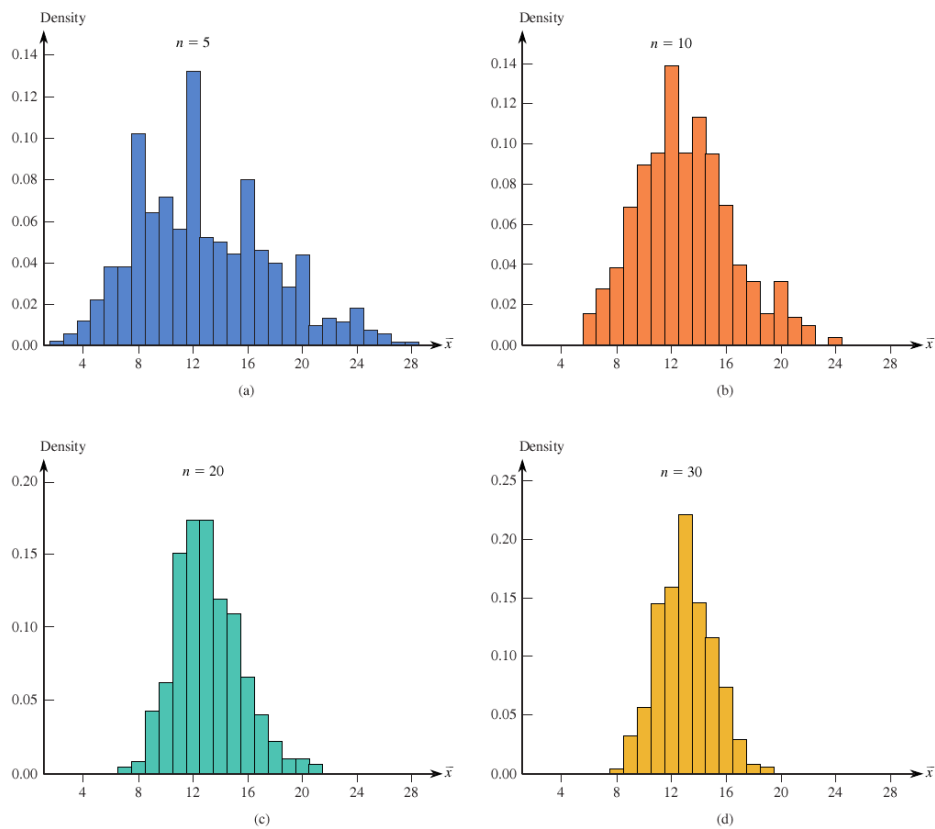 Density
n = 5
0.14
0.12
0.10
0.08
0.06
0.04
0.02
0.00
4 8 12 16 20 24 28
x̄
(a)
Density
n = 10
0.14
0.12
0.10
0.08
0.06
0.04
0.02
0.00
4 8 12 16 20 24 28
x̄
(b)
Density
n = 20
0.20
0.15
0.10
0.05
0.00
4 8 12 16 20 24 28
x̄
(c)
Density
n = 30
0.25
0.20
0.15
0.10
0.05
0.00
4 8 12 16 20 24 28
x̄
(d)